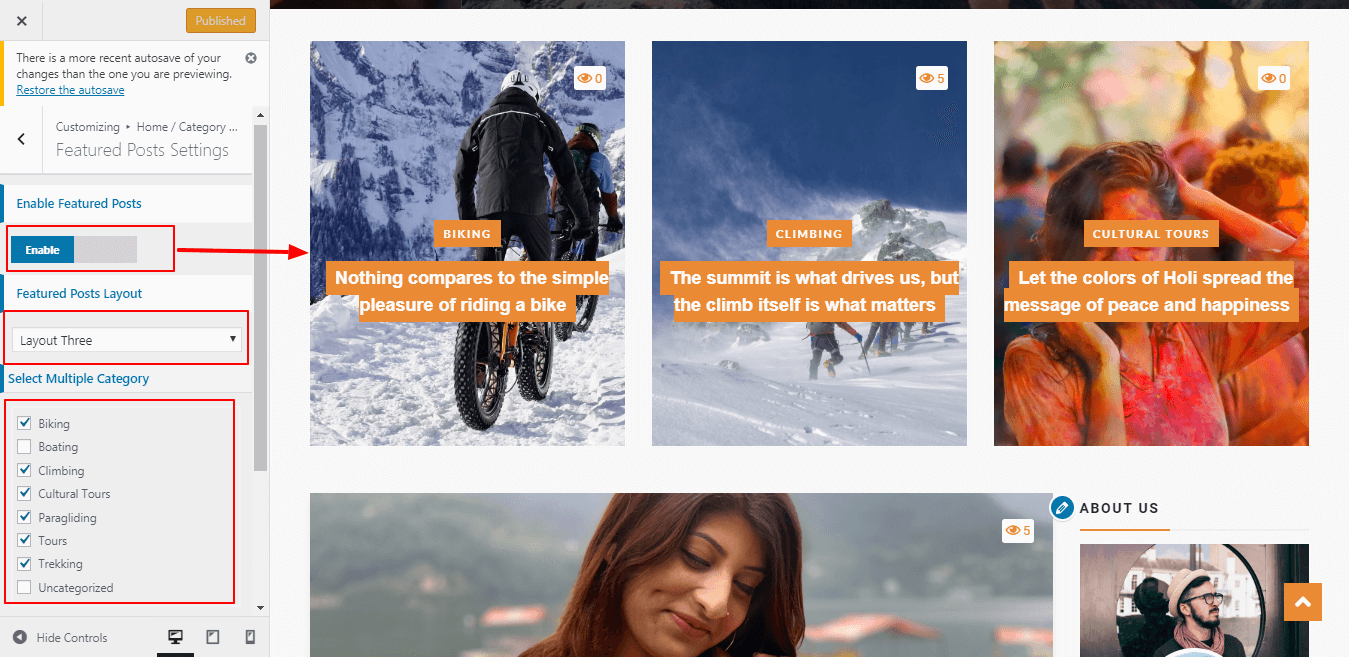 Published
There is a more recent autosave of your
changes than the one you are previewing.
Restore the autosave
Customizing ▸ Home / Category ...
Featured Posts Settings
Enable Featured Posts
Enable
Featured Posts Layout
Layout Three
Select Multiple Category
Biking
Boating
Climbing
Cultural Tours
Paragliding
Tours
Trekking
Uncategorized
Hide Controls
0
BIKING
Nothing compares to the simple
pleasure of riding a bike
5
CLIMBING
The summit is what drives us, but
the climb itself is what matters
0
CULTURAL TOURS
Let the colors of Holi spread the
message of peace and happiness
5
ABOUT US